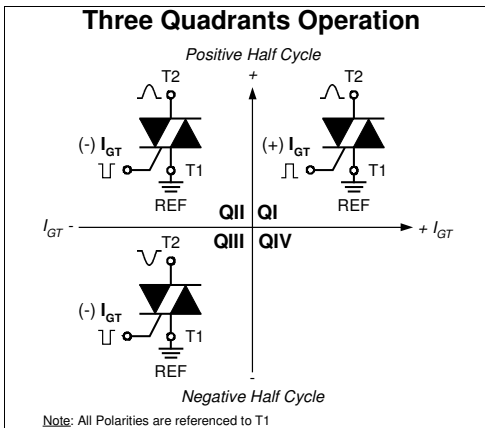 Three Quadrants Operation
Positive Half Cycle
+
T2
(-) IGT
T1
REF
T2
(+) IGT
T1
REF
QII QI
IGT -
+ IGT
QIII QIV
T2
(-) IGT
T1
REF
-
Negative Half Cycle
Note: All Polarities are referenced to T1